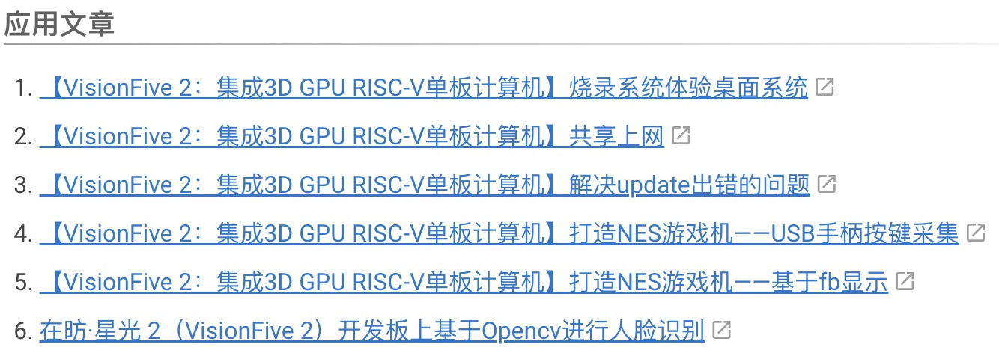 应用文章
1. 【VisionFive 2：集成3D GPU RISC-V单板计算机】烧录系统体验桌面系统
2. 【VisionFive 2：集成3D GPU RISC-V单板计算机】共享上网
3. 【VisionFive 2：集成3D GPU RISC-V单板计算机】解决update出错的问题
4. 【VisionFive 2：集成3D GPU RISC-V单板计算机】打造NES游戏机——USB手柄按键采集
5. 【VisionFive 2：集成3D GPU RISC-V单板计算机】打造NES游戏机——基于fb显示
6. 在昉·星光 2（VisionFive 2）开发板上基于Opencv进行人脸识别